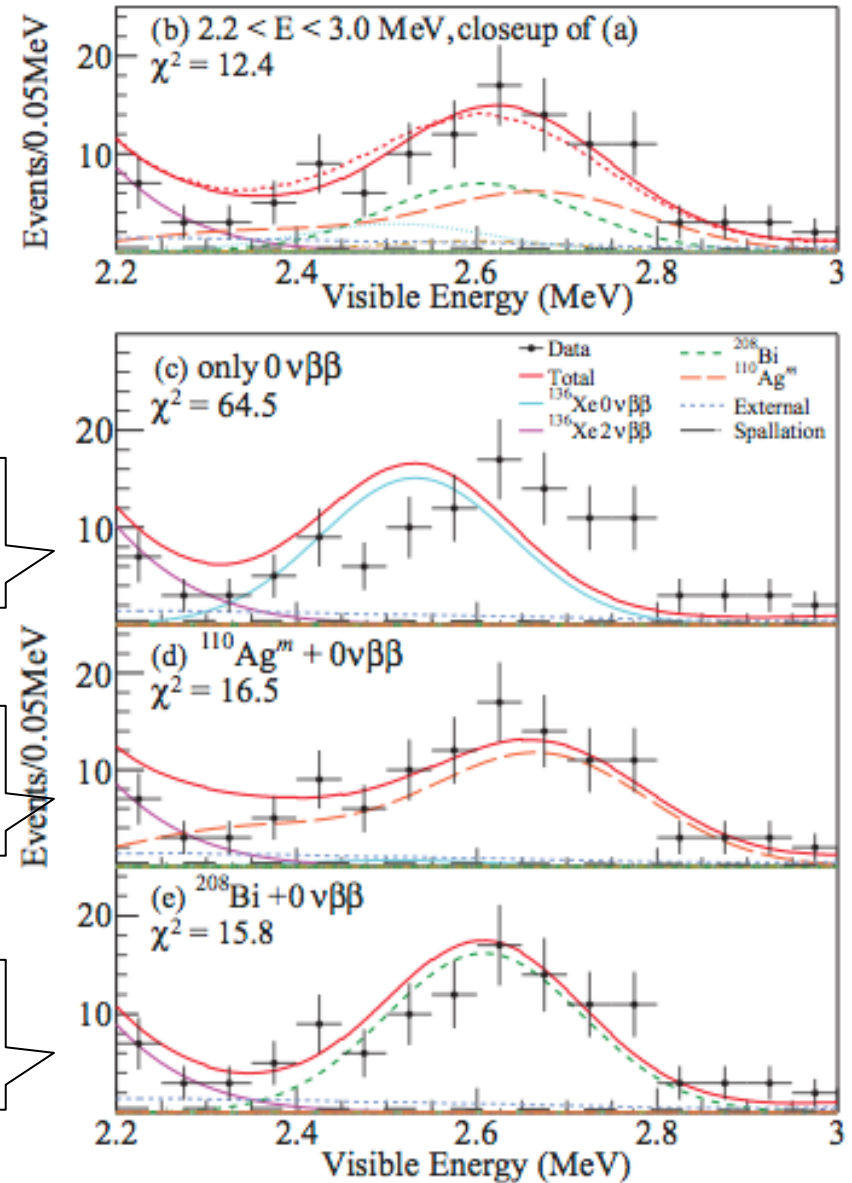 (b) 2.2 < E < 3.0 MeV, closeup of (a)
χ² = 12.4
Events/0.05MeV
20
10
2.2 2.4 2.6 2.8 3
Visible Energy (MeV)
(c) only 0νββ
χ² = 64.5
Data
Total
¹³⁶Xe 0νββ
¹³⁶Xe 2νββ
²⁰⁸Bi
¹¹⁰Agᵐ
External
Spallation
20
10
(d) ¹¹⁰Agᵐ + 0νββ
χ² = 16.5
Events/0.05MeV
20
10
(e) ²⁰⁸Bi +0νββ
χ² = 15.8
20
10
2.2 2.4 2.6 2.8 3
Visible Energy (MeV)